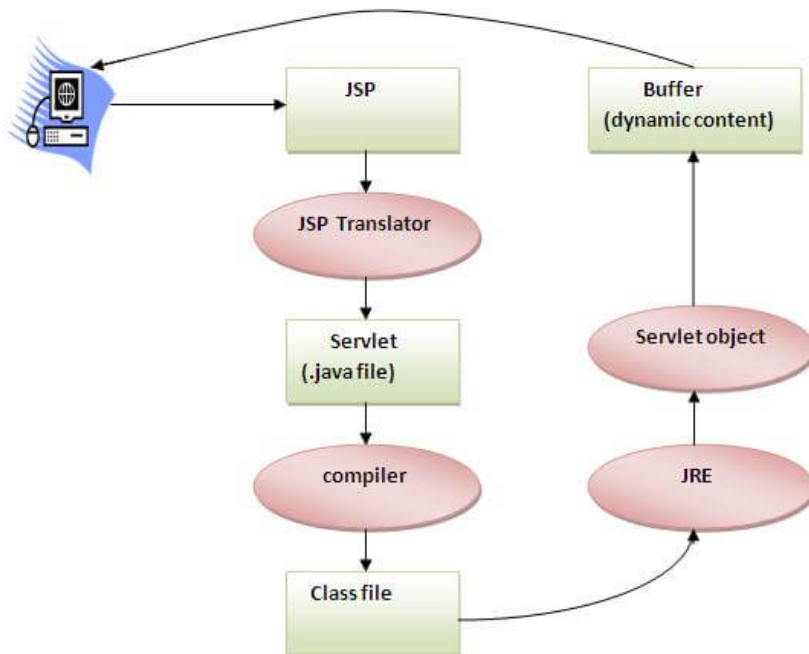 JSP
JSP Translator
Servlet
(.java file)
compiler
Class file
JRE
Servlet object
Buffer
(dynamic content)